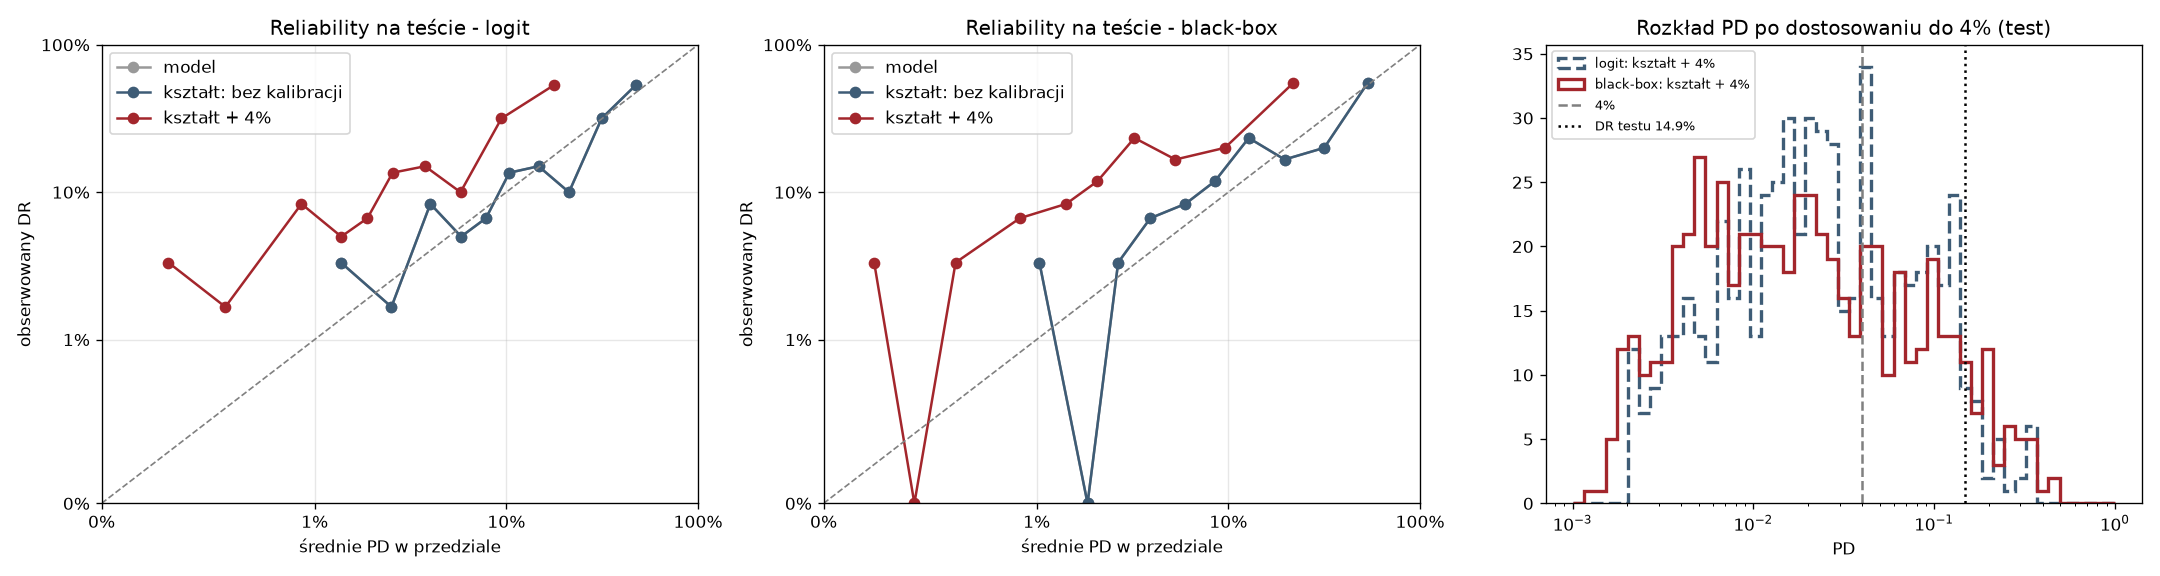 Reliability na teście - logit
100%
10%
1%
0%
obserwowany DR
model
kształt: bez kalibracji
kształt + 4%
0%
1%
10%
100%
średnie PD w przedziale
Reliability na teście - black-box
100%
10%
1%
0%
obserwowany DR
model
kształt: bez kalibracji
kształt + 4%
0%
1%
10%
100%
średnie PD w przedziale
Rozkład PD po dostosowaniu do 4% (test)
35
30
25
20
15
10
5
0
logit: kształt + 4%
black-box: kształt + 4%
4%
DR testu 14.9%
10⁻³
10⁻²
10⁻¹
10⁰
PD